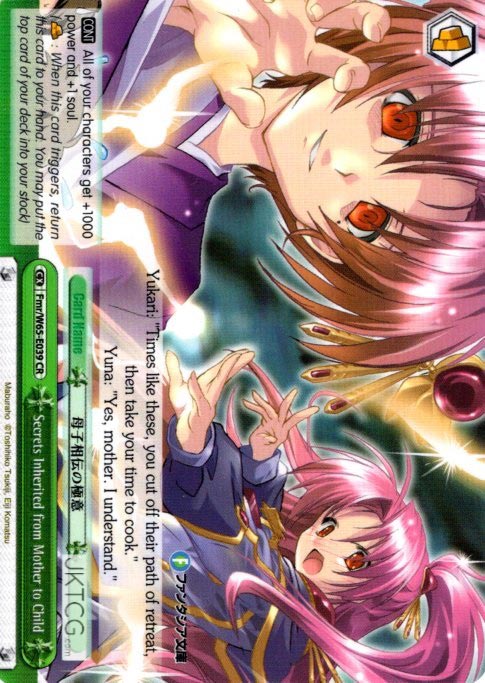 CONT All of your characters get +1000
power and +1 soul.
: When this card triggers, return
this card to your hand. You may put the
top card of your deck into your stock)
Yukari: "Times like these, you cut off their path of retreat,
then take your time to cook."
Yuna: "Yes, mother. I understand."
F ファンタジア文庫
Card Name
母子相伝の極意
JKTCG.com
CX Fmr/W65-E039 CR
Secrets Inherited from Mother to Child
Maburaho ©Toshihiko Tsukiji, Eiji Komatsu